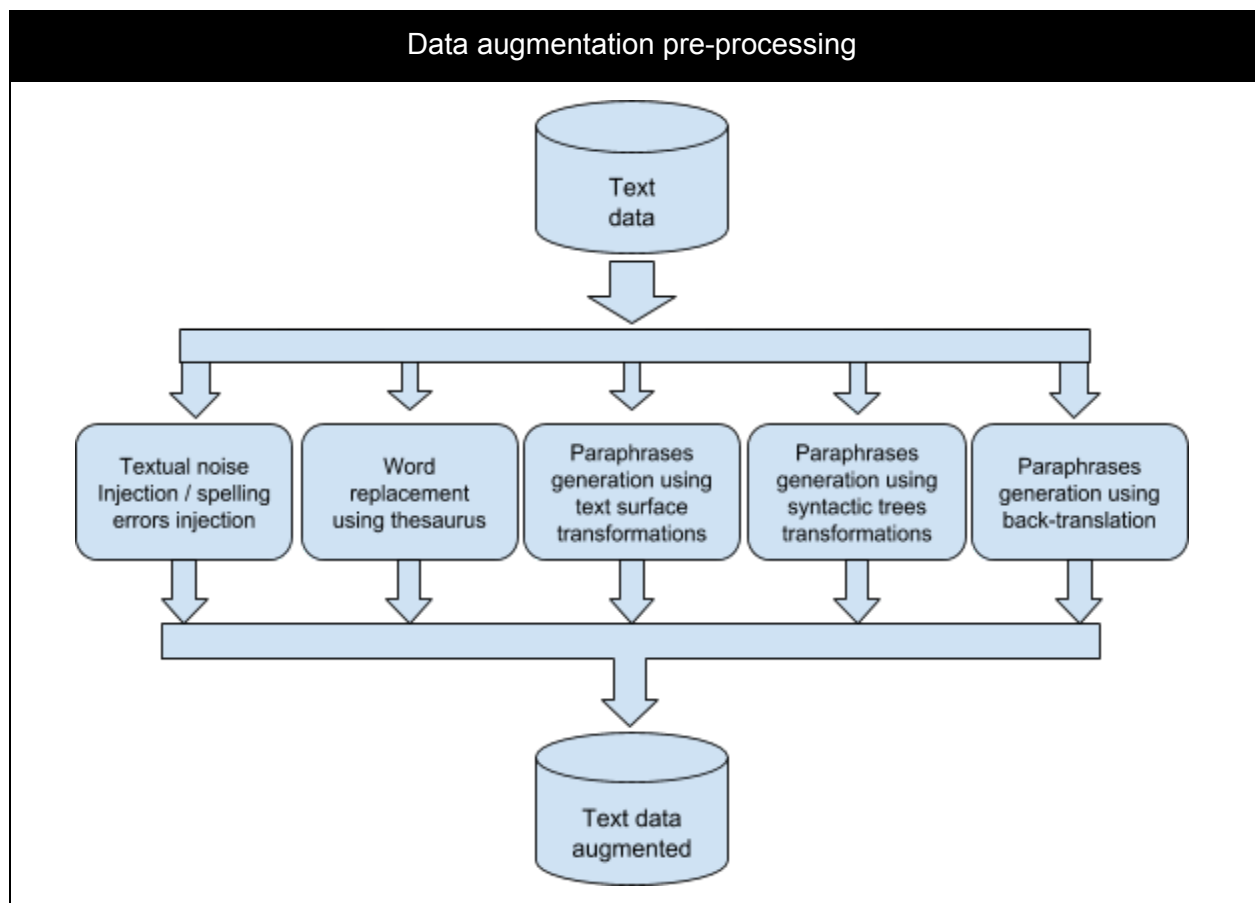 Data augmentation pre-processing
Text
data
Textual noise
Injection / spelling
errors injection
Word
replacement
using thesaurus
Paraphrases
generation using
text surface
transformations
Paraphrases
generation using
syntactic trees
transformations
Paraphrases
generation using
back-translation
Text data
augmented